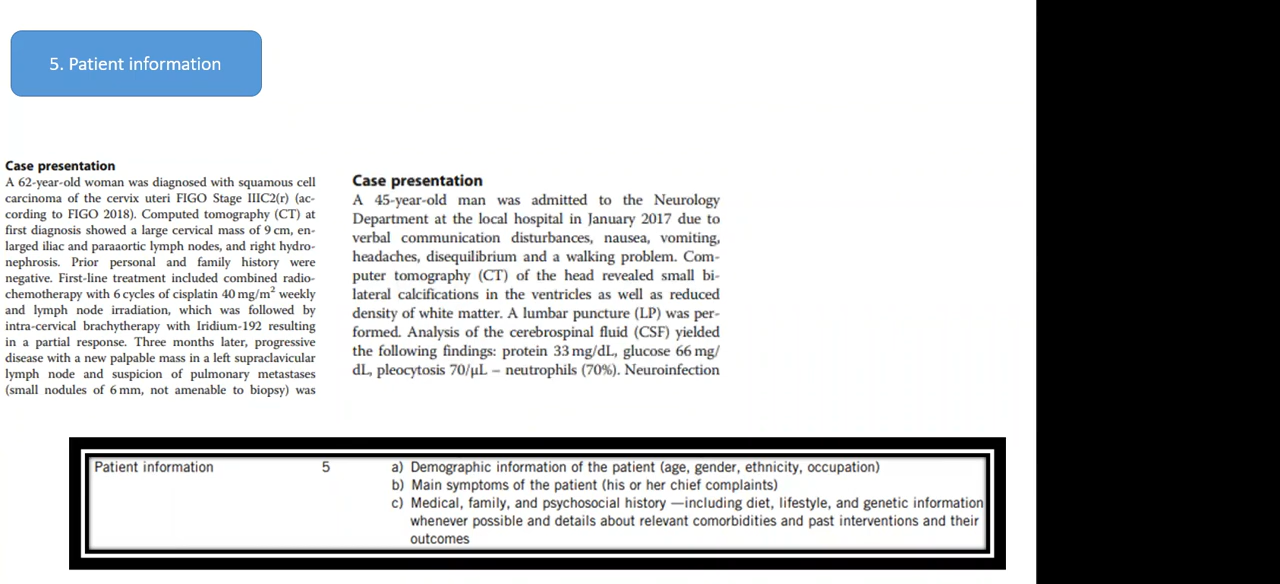 5. Patient information
Case presentation
A 62-year-old woman was diagnosed with squamous cell
carcinoma of the cervix uteri FIGO Stage IIIC2(r) (ac-
cording to FIGO 2018). Computed tomography (CT) at
first diagnosis showed a large cervical mass of 9 cm, en-
larged iliac and paraaortic lymph nodes, and right hydro-
nephrosis. Prior personal and family history were
negative. First-line treatment included combined radio-
chemotherapy with 6 cycles of cisplatin 40 mg/m² weekly
and lymph node irradiation, which was followed by
intra-cervical brachytherapy with Iridium-192 resulting
in a partial response. Three months later, progressive
disease with a new palpable mass in a left supraclavicular
lymph node and suspicion of pulmonary metastases
(small nodules of 6 mm, not amenable to biopsy) was
Case presentation
A 45-year-old man was admitted to the Neurology
Department at the local hospital in January 2017 due to
verbal communication disturbances, nausea, vomiting,
headaches, disequilibrium and a walking problem. Com-
puter tomography (CT) of the head revealed small bi-
lateral calcifications in the ventricles as well as reduced
density of white matter. A lumbar puncture (LP) was per-
formed. Analysis of the cerebrospinal fluid (CSF) yielded
the following findings: protein 33 mg/dL, glucose 66 mg/
dL, pleocytosis 70/μL – neutrophils (70%). Neuroinfection
Patient information 5 a) Demographic information of the patient (age, gender, ethnicity, occupation)
b) Main symptoms of the patient (his or her chief complaints)
c) Medical, family, and psychosocial history —including diet, lifestyle, and genetic information
whenever possible and details about relevant comorbidities and past interventions and their
outcomes